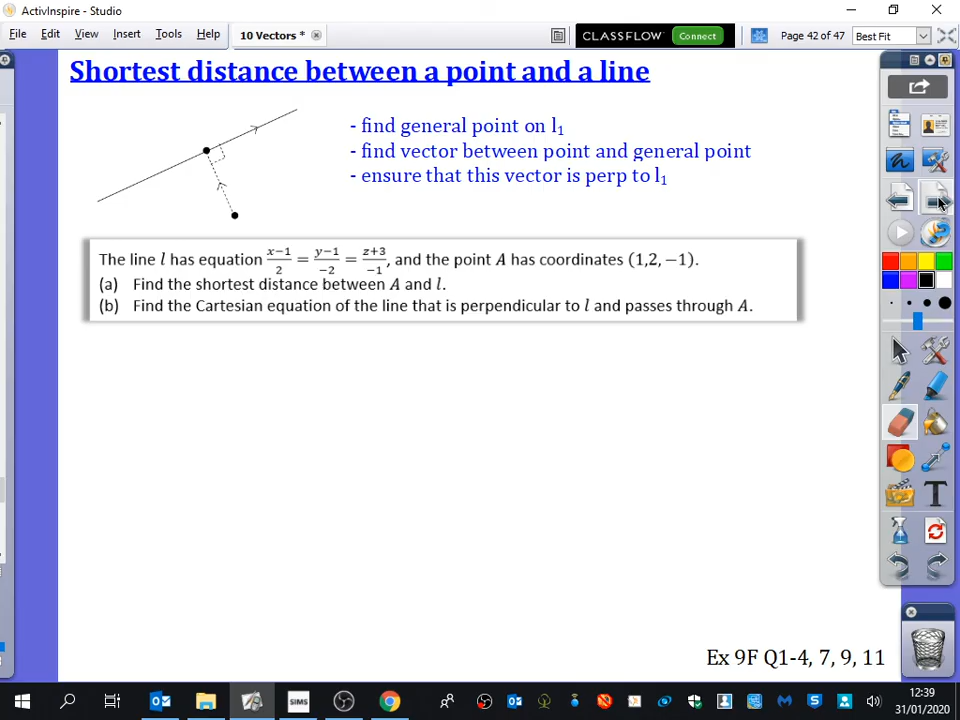 ActivInspire - Studio
File Edit View Insert Tools Help
10 Vectors *
CLASSFLOW Connect
Page 42 of 47
Best Fit
Shortest distance between a point and a line
- find general point on l₁
- find vector between point and general point
- ensure that this vector is perp to l₁
The line l has equation (x−1)/2 = (y−1)/−2 = (z+3)/−1, and the point A has coordinates (1,2, −1).
(a) Find the shortest distance between A and l.
(b) Find the Cartesian equation of the line that is perpendicular to l and passes through A.
Ex 9F Q1-4, 7, 9, 11
SIMS
12:39
31/01/2020